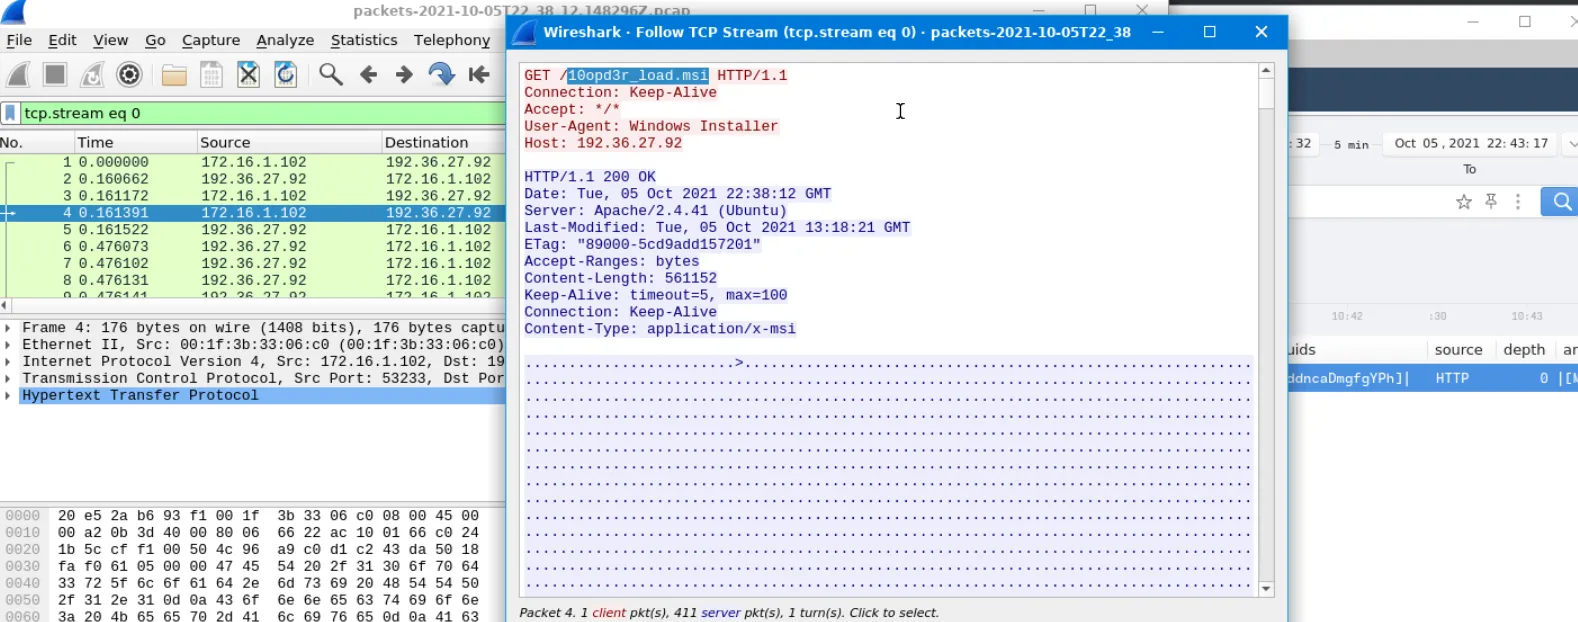 packets-2021-10-05T22_38_12.148296Z.pcap
File Edit View Go Capture Analyze Statistics Telephony
tcp.stream eq 0
No. Time Source Destination
1 0.000000 172.16.1.102 192.36.27.92
2 0.160662 192.36.27.92 172.16.1.102
3 0.161172 172.16.1.102 192.36.27.92
4 0.161391 172.16.1.102 192.36.27.92
5 0.161522 192.36.27.92 172.16.1.102
6 0.476073 192.36.27.92 172.16.1.102
7 0.476102 192.36.27.92 172.16.1.102
8 0.476131 192.36.27.92 172.16.1.102
9 0.476141 192.36.27.92 172.16.1.102
Frame 4: 176 bytes on wire (1408 bits), 176 bytes captu
Ethernet II, Src: 00:1f:3b:33:06:c0 (00:1f:3b:33:06:c0)
Internet Protocol Version 4, Src: 172.16.1.102, Dst: 19
Transmission Control Protocol, Src Port: 53233, Dst Por
Hypertext Transfer Protocol
0000 20 e5 2a b6 93 f1 00 1f 3b 33 06 c0 08 00 45 00
0010 00 a2 0b 3d 40 00 80 06 66 22 ac 10 01 66 c0 24
0020 1b 5c cf f1 00 50 4c 96 a9 c0 d1 c2 43 da 50 18
0030 fa f0 61 05 00 00 47 45 54 20 2f 31 30 6f 70 64
0040 33 72 5f 6c 6f 61 64 2e 6d 73 69 20 48 54 54 50
0050 2f 31 2e 31 0d 0a 43 6f 6e 6e 65 63 74 69 6f 6e
0060 3a 20 4b 65 65 70 2d 41 6c 69 76 65 0d 0a 41 63
Wireshark · Follow TCP Stream (tcp.stream eq 0) · packets-2021-10-05T22_38
GET /10opd3r_load.msi HTTP/1.1
Connection: Keep-Alive
Accept: */*
User-Agent: Windows Installer
Host: 192.36.27.92
HTTP/1.1 200 OK
Date: Tue, 05 Oct 2021 22:38:12 GMT
Server: Apache/2.4.41 (Ubuntu)
Last-Modified: Tue, 05 Oct 2021 13:18:21 GMT
ETag: "89000-5cd9add157201"
Accept-Ranges: bytes
Content-Length: 561152
Keep-Alive: timeout=5, max=100
Connection: Keep-Alive
Content-Type: application/x-msi
Packet 4. 1 client pkt(s), 411 server pkt(s), 1 turn(s). Click to select.
:32 5 min Oct 05, 2021 22:43:17
To
10:42 :30 10:43
uids source depth
ddncaDmgfgYPh]| HTTP 0